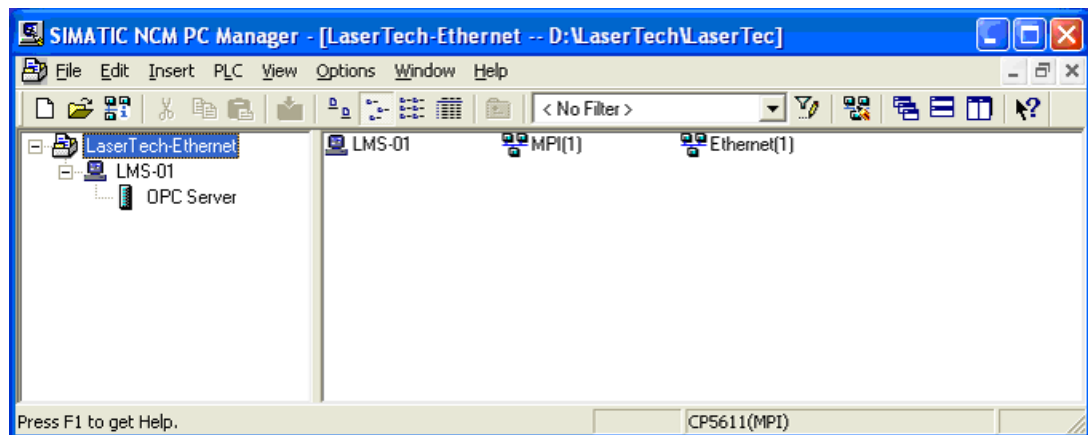 SIMATIC NCM PC Manager - [LaserTech-Ethernet -- D:\LaserTech\LaserTec]
File Edit Insert PLC View Options Window Help
< No Filter >
LaserTech-Ethernet
LMS-01
OPC Server
LMS-01 MPI(1) Ethernet(1)
Press F1 to get Help. CP5611(MPI)